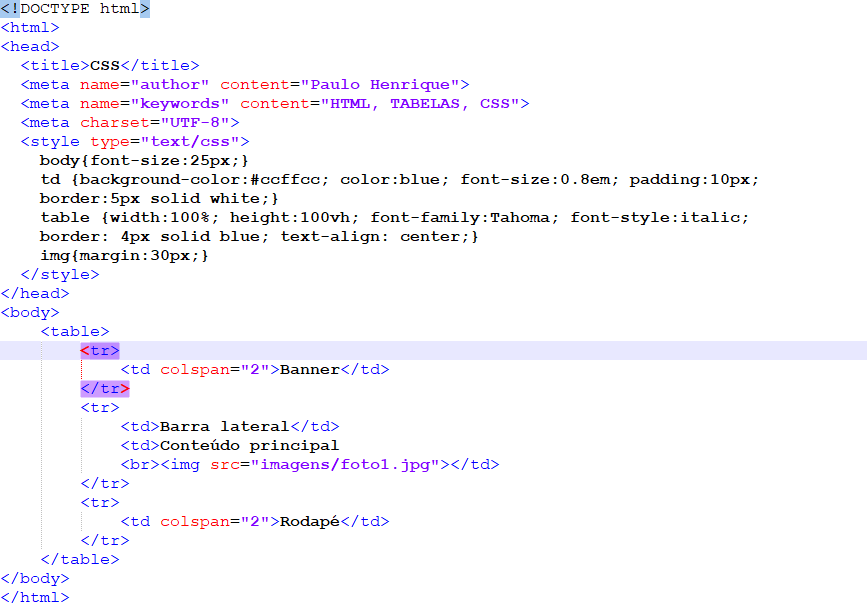 <!DOCTYPE html>
<html>
<head>
  <title>CSS</title>
  <meta name="author" content="Paulo Henrique">
  <meta name="keywords" content="HTML, TABELAS, CSS">
  <meta charset="UTF-8">
  <style type="text/css">
    body{font-size:25px;}
    td {background-color:#ccffcc; color:blue; font-size:0.8em; padding:10px;
    border:5px solid white;}
    table {width:100%; height:100vh; font-family:Tahoma; font-style:italic;
    border: 4px solid blue; text-align: center;}
    img{margin:30px;}
  </style>
</head>
<body>
    <table>
        <tr>
            <td colspan="2">Banner</td>
        </tr>
        <tr>
            <td>Barra lateral</td>
            <td>Conteúdo principal
            <br><img src="imagens/foto1.jpg"></td>
        </tr>
        <tr>
            <td colspan="2">Rodapé</td>
        </tr>
    </table>
</body>
</html>